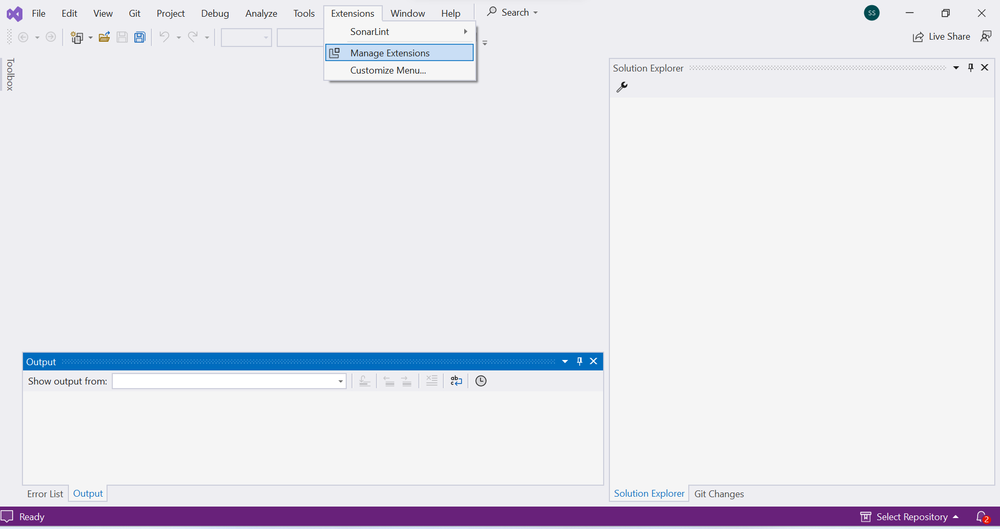 File Edit View Git Project Debug Analyze Tools Extensions Window Help Search
SS
SonarLint
Manage Extensions
Customize Menu...
Live Share
Toolbox
Solution Explorer
Output
Show output from:
ab
c
Error List Output
Solution Explorer Git Changes
Ready
Select Repository
2